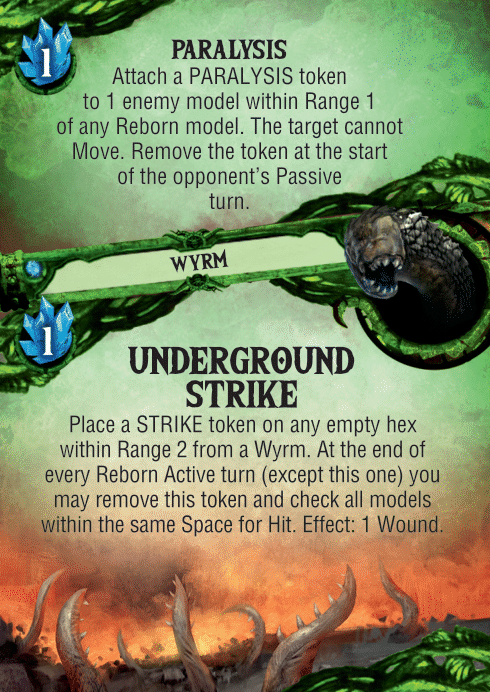 1
PARALYSIS
Attach a PARALYSIS token
to 1 enemy model within Range 1
of any Reborn model. The target cannot
Move. Remove the token at the start
of the opponent's Passive
turn.
WYRM
1
UNDERGROUND
STRIKE
Place a STRIKE token on any empty hex
within Range 2 from a Wyrm. At the end of
every Reborn Active turn (except this one) you
may remove this token and check all models
within the same Space for Hit. Effect: 1 Wound.